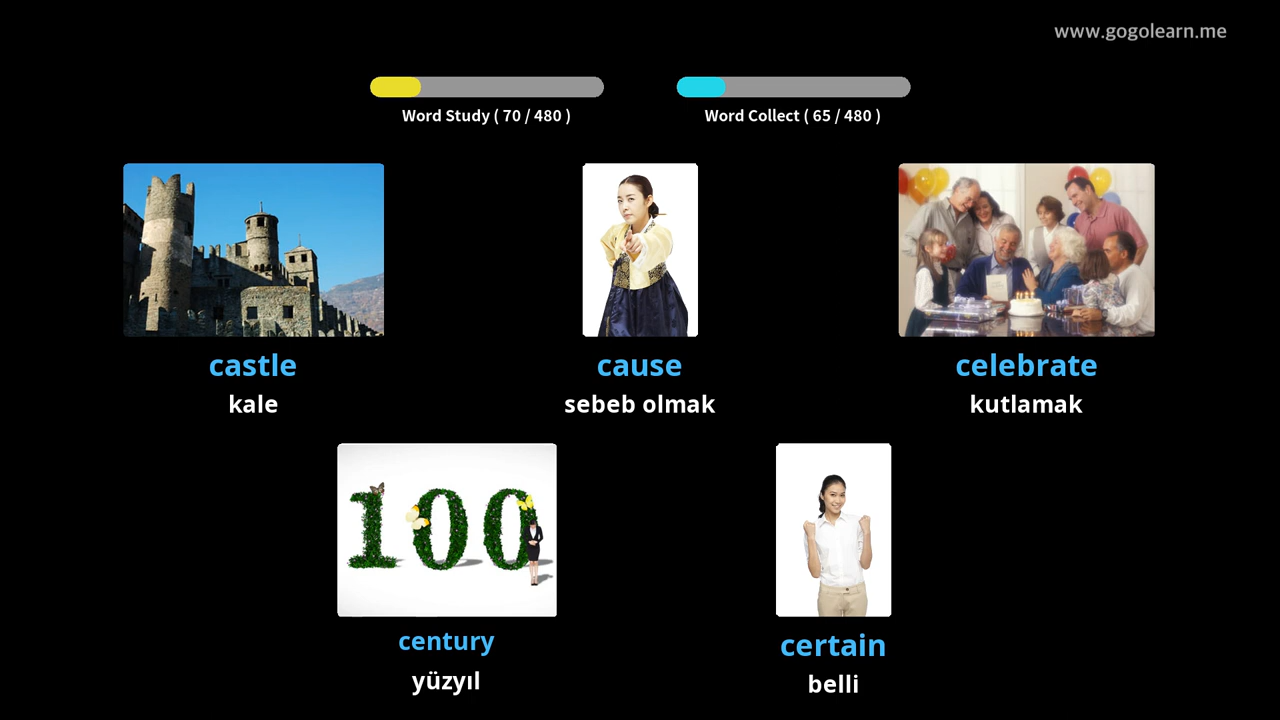 www.gogolearn.me
Word Study ( 70 / 480 )
Word Collect ( 65 / 480 )
castle
kale
cause
sebeb olmak
celebrate
kutlamak
100
century
yüzyıl
certain
belli